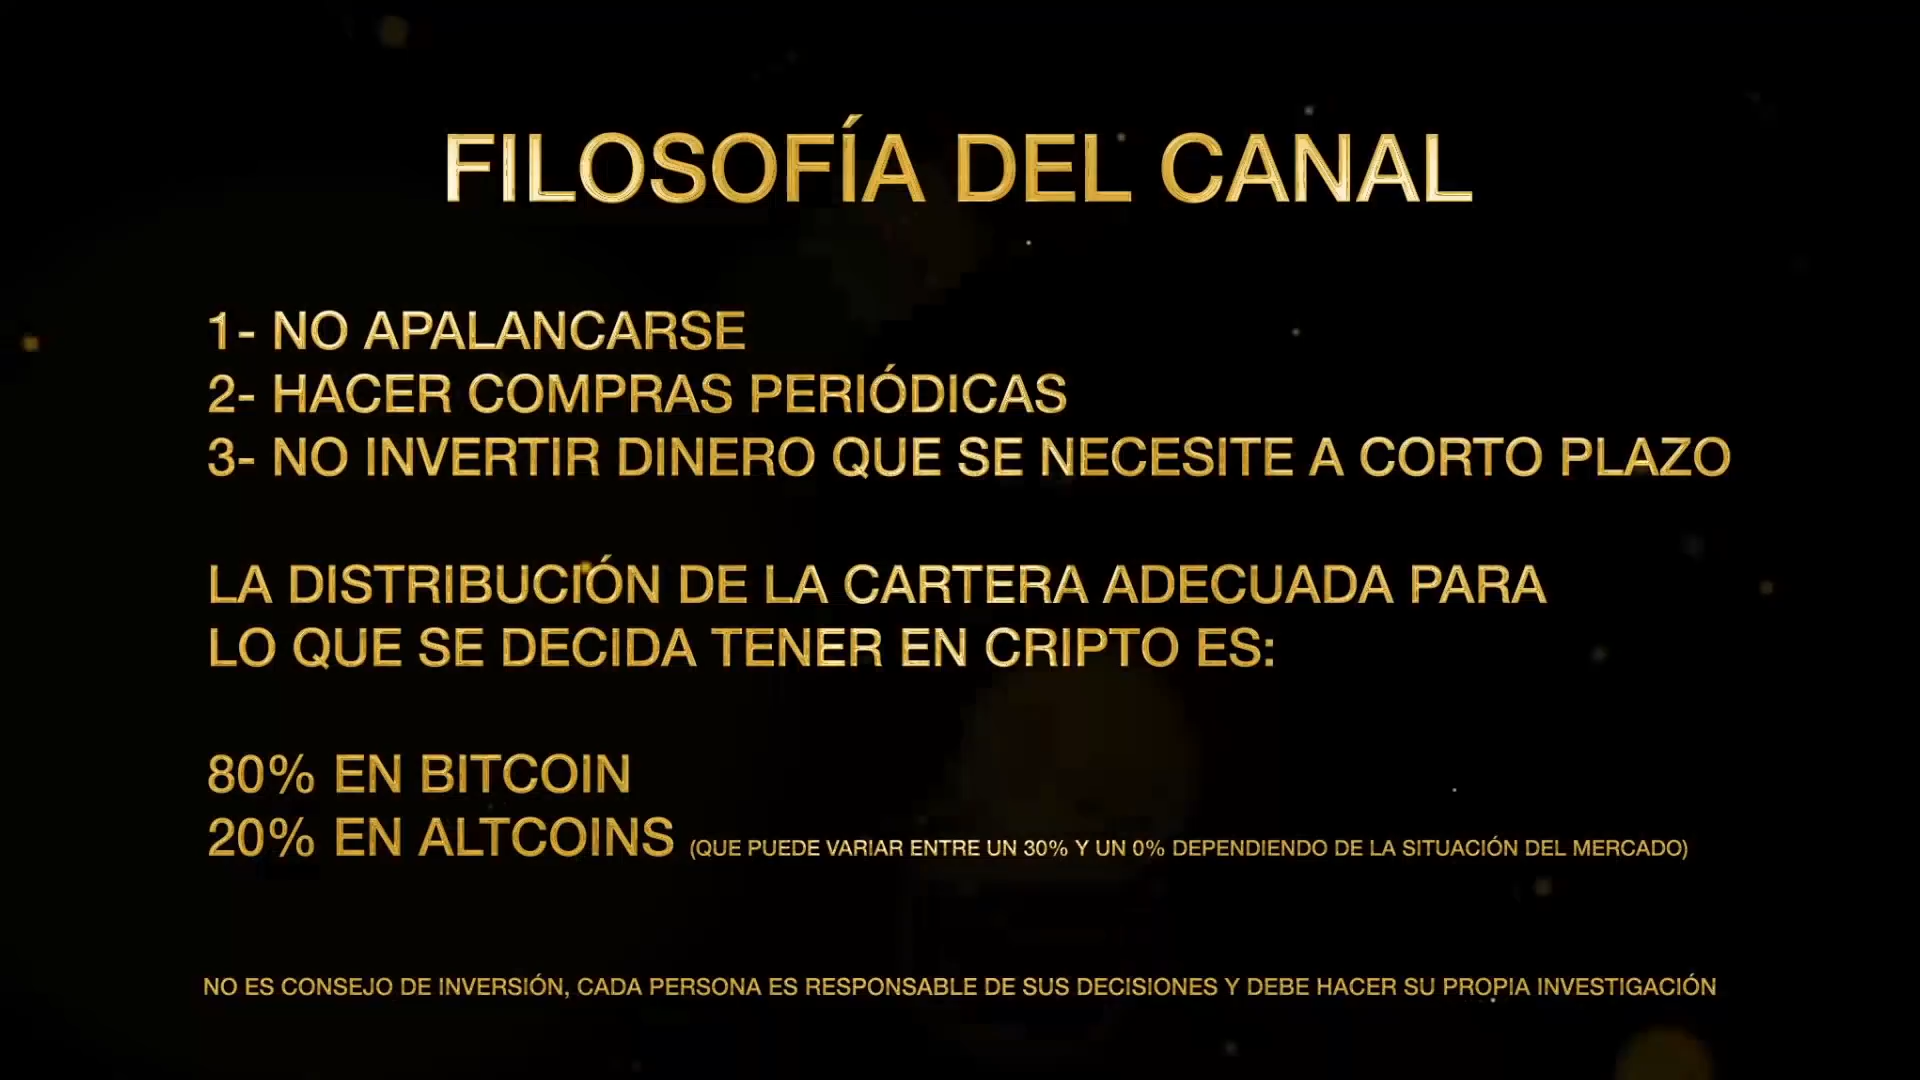 FILOSOFÍA DEL CANAL
1- NO APALANCARSE
2- HACER COMPRAS PERIÓDICAS
3- NO INVERTIR DINERO QUE SE NECESITE A CORTO PLAZO
LA DISTRIBUCIÓN DE LA CARTERA ADECUADA PARA
LO QUE SE DECIDA TENER EN CRIPTO ES:
80% EN BITCOIN
20% EN ALTCOINS (QUE PUEDE VARIAR ENTRE UN 30% Y UN 0% DEPENDIENDO DE LA SITUACIÓN DEL MERCADO)
NO ES CONSEJO DE INVERSIÓN, CADA PERSONA ES RESPONSABLE DE SUS DECISIONES Y DEBE HACER SU PROPIA INVESTIGACIÓN